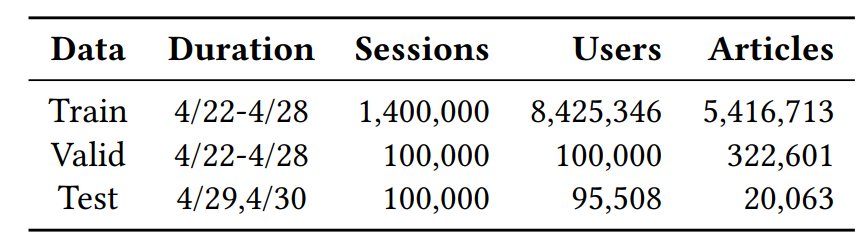 Data Duration Sessions Users Articles
Train 4/22-4/28 1,400,000 8,425,346 5,416,713
Valid 4/22-4/28 100,000 100,000 322,601
Test 4/29,4/30 100,000 95,508 20,063